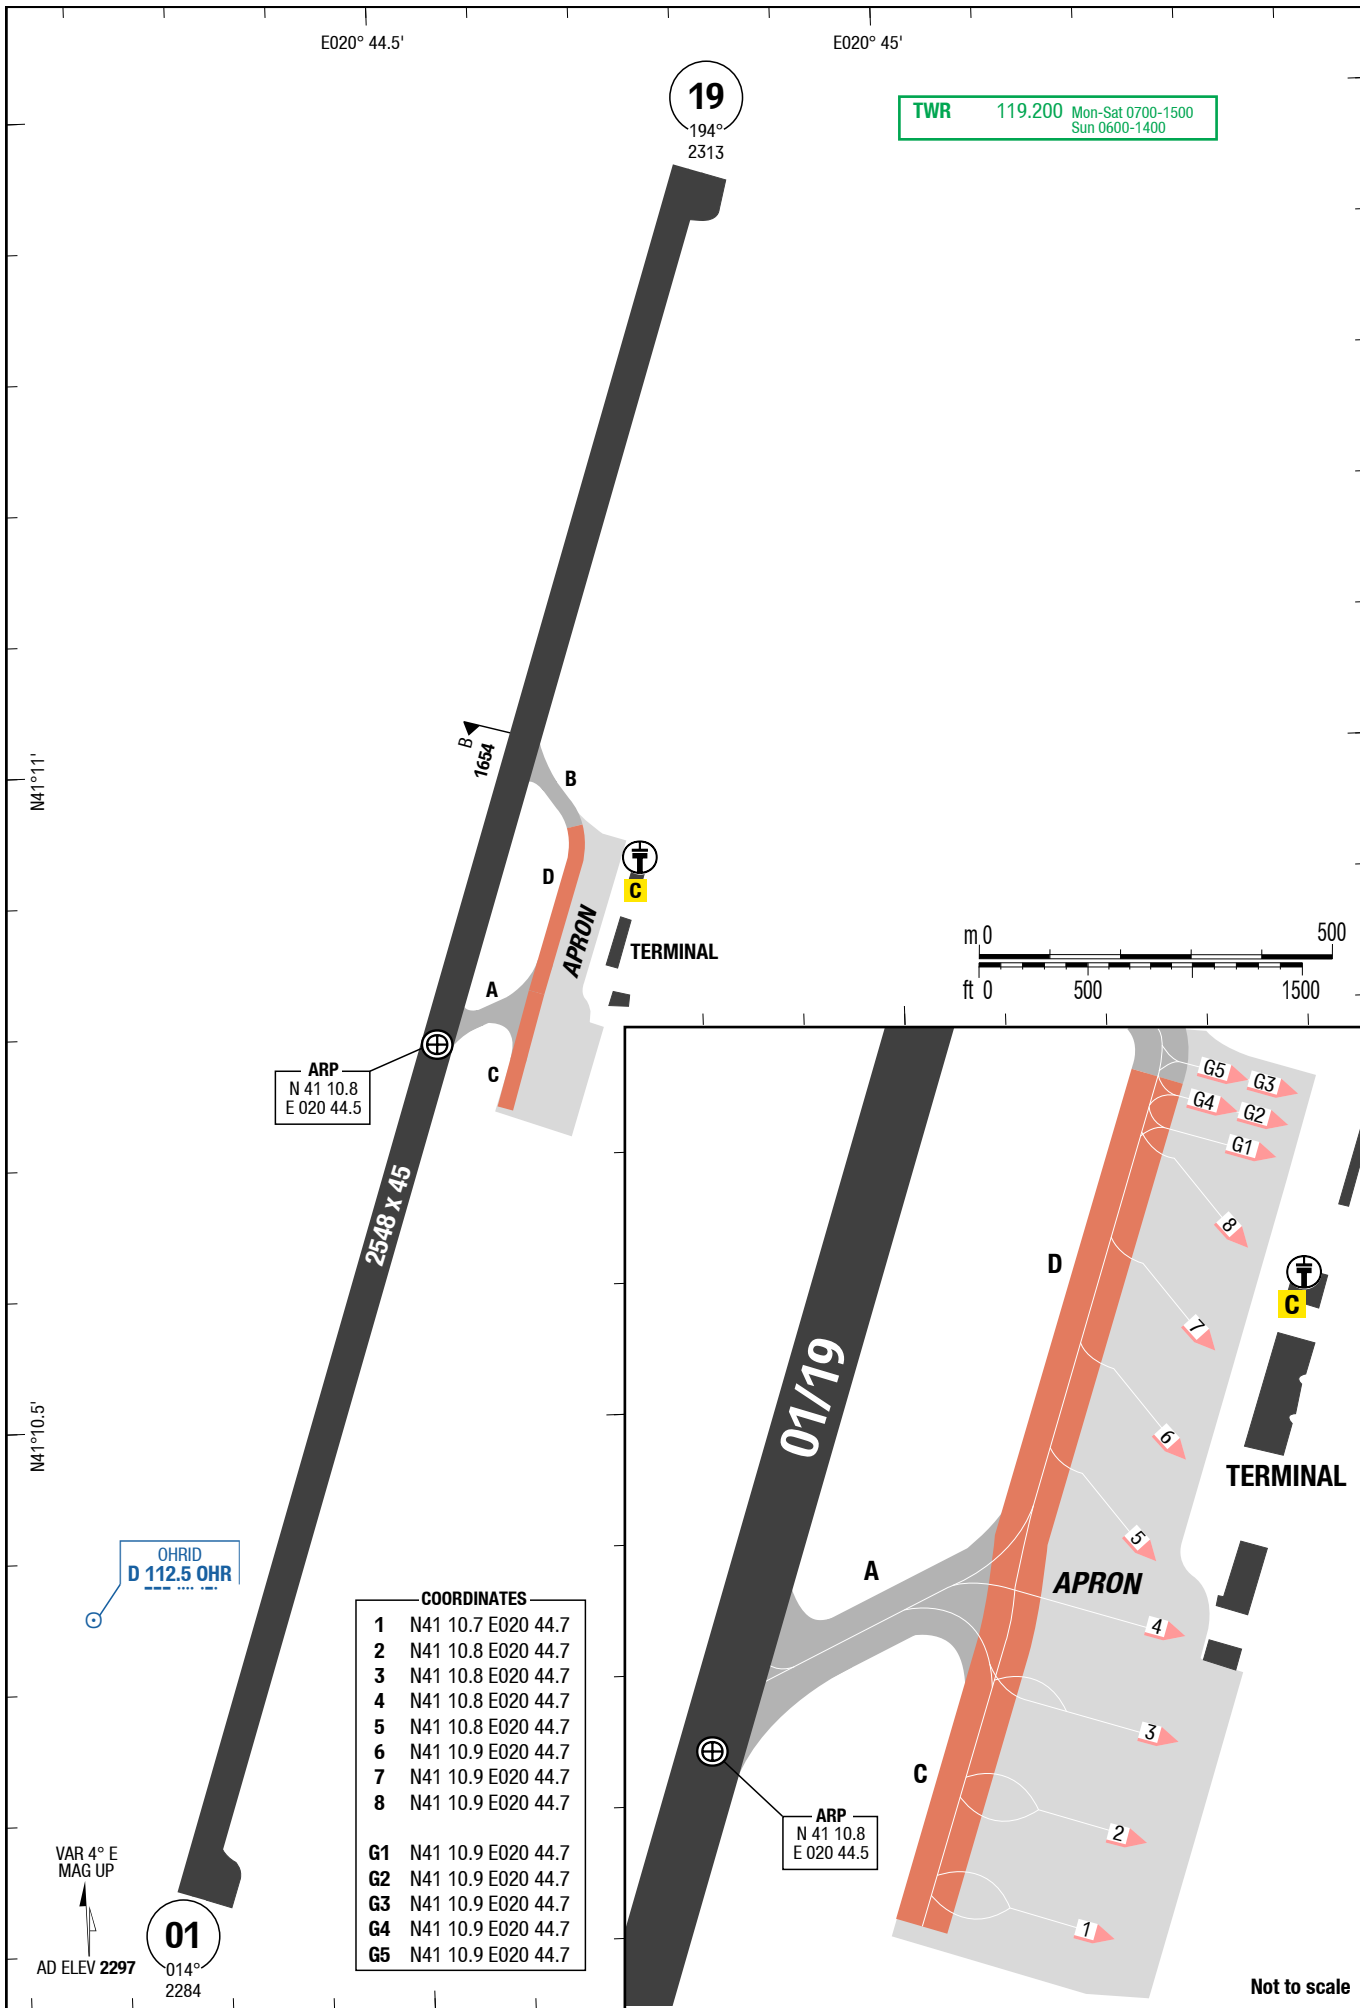 E020° 44.5'
E020° 45'
19
194°
2313
TWR 119.200 Mon-Sat 0700-1500
Sun 0600-1400
N41°11'
B
1654
B
D
C
APRON
TERMINAL
A
C
m 0 500
ft 0 500 1500
ARP
N 41 10.8
E 020 44.5
2548 x 45
N41°10.5'
OHRID
D 112.5 OHR
COORDINATES
1 N41 10.7 E020 44.7
2 N41 10.8 E020 44.7
3 N41 10.8 E020 44.7
4 N41 10.8 E020 44.7
5 N41 10.8 E020 44.7
6 N41 10.9 E020 44.7
7 N41 10.9 E020 44.7
8 N41 10.9 E020 44.7
G1 N41 10.9 E020 44.7
G2 N41 10.9 E020 44.7
G3 N41 10.9 E020 44.7
G4 N41 10.9 E020 44.7
G5 N41 10.9 E020 44.7
VAR 4° E
MAG UP
AD ELEV 2297
01
014°
2284
G5 G3
G4 G2
G1
8
D
C
7
01/19
6
TERMINAL
5
A
APRON
4
3
C
2
ARP
N 41 10.8
E 020 44.5
1
Not to scale